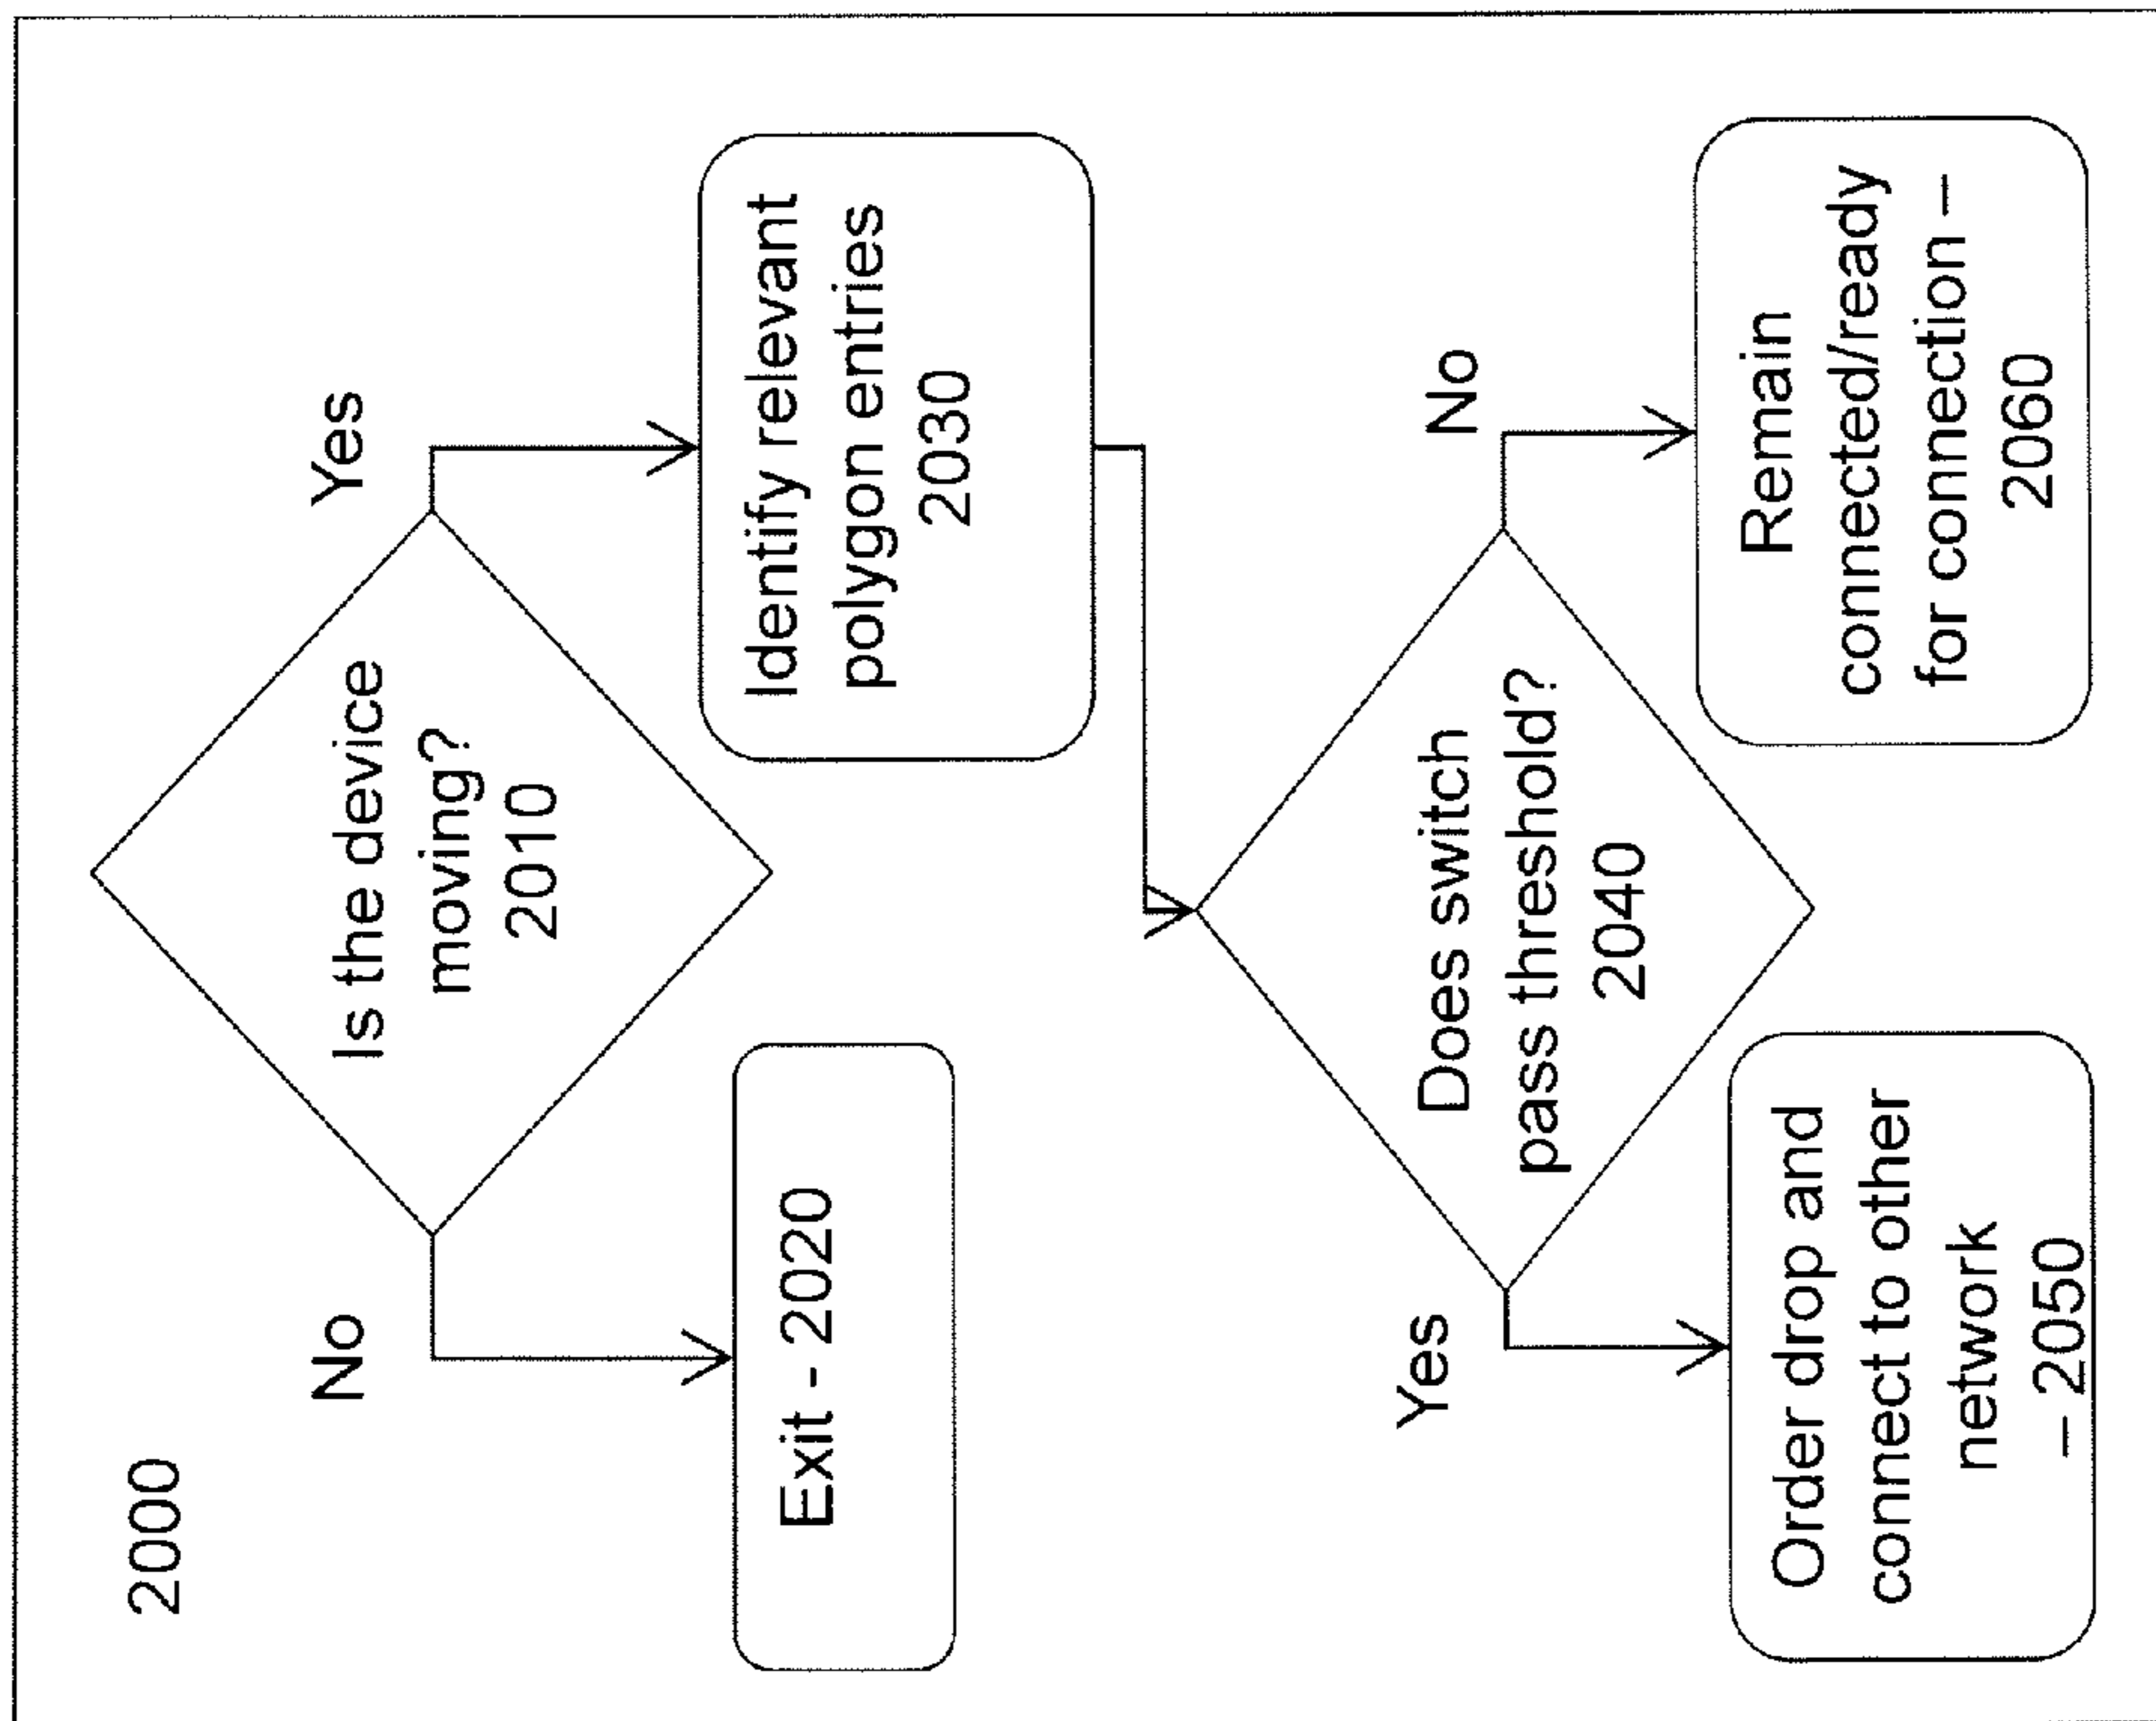 2000
Is the device
moving?
2010
No
Yes
Exit - 2020
Identify relevant
polygon entries
2030
Does switch
pass threshold?
2040
Yes
No
Order drop and
connect to other
network
– 2050
Remain
connected/ready
for connection –
2060